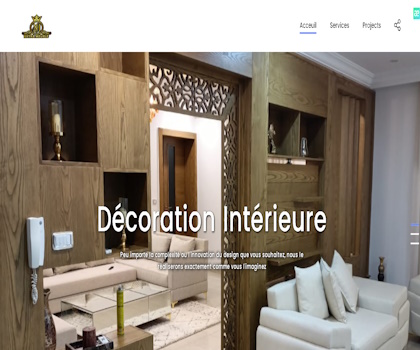 Acceuil
Services
Projects
Décoration Intérieure
Peu importe la complexité ou l'innovation du design que vous souhaitez, nous le
réaliserons exactement comme vous l'imaginez